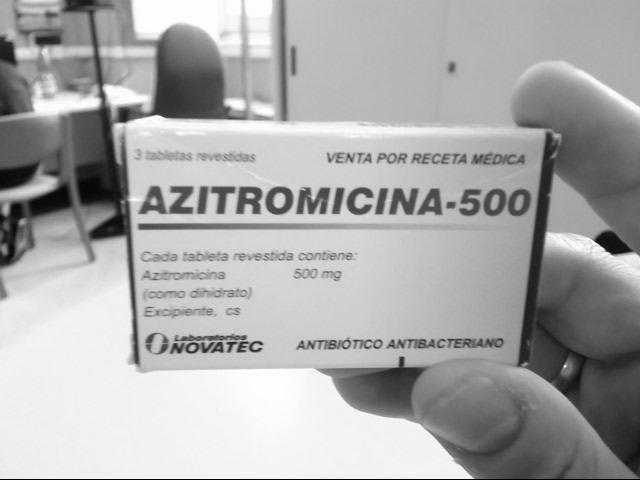 3 tabletas revestidas VENTA POR RECETA MÉDICA
AZITROMICINA-500
Cada tableta revestida contiene:
Azitromicina 500 mg
(como dihidrato)
Excipiente, cs
Laboratorios
NOVATEC ANTIBIÓTICO ANTIBACTERIANO